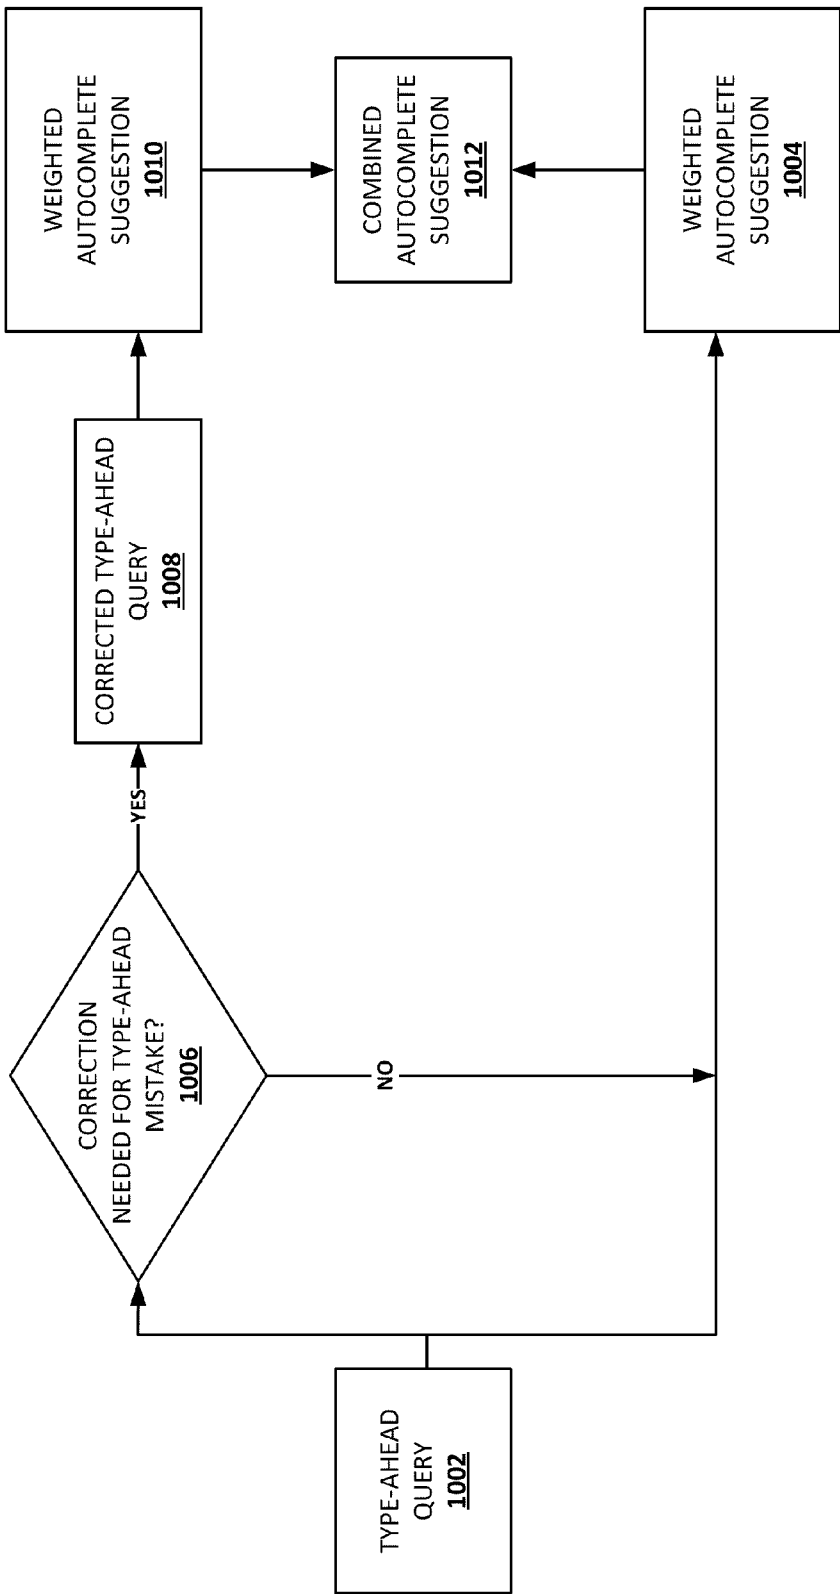 TYPE-AHEAD
QUERY
1002
CORRECTION
NEEDED FOR TYPE-AHEAD
MISTAKE?
1006
YES
NO
CORRECTED TYPE-AHEAD
QUERY
1008
WEIGHTED
AUTOCOMPLETE
SUGGESTION
1010
COMBINED
AUTOCOMPLETE
SUGGESTION
1012
WEIGHTED
AUTOCOMPLETE
SUGGESTION
1004